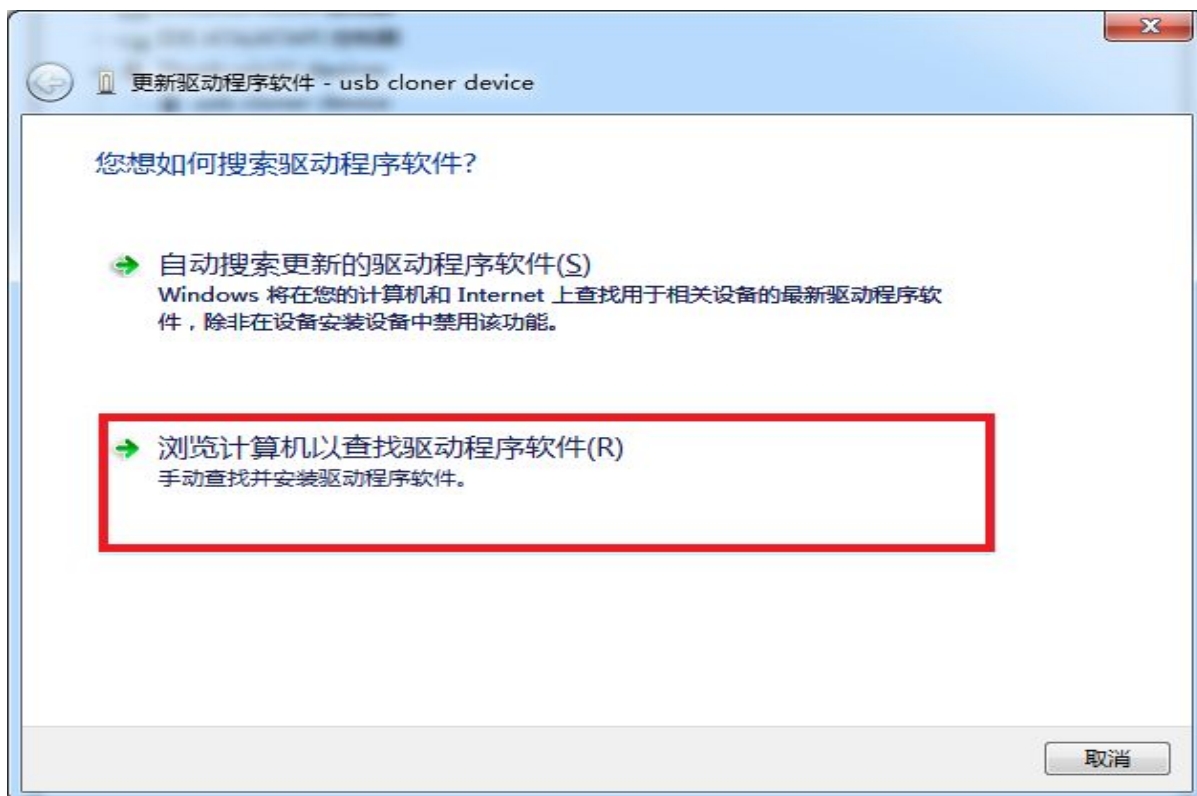 更新驱动程序软件 - usb cloner device
您想如何搜索驱动程序软件?
自动搜索更新的驱动程序软件(S)
Windows 将在您的计算机和 Internet 上查找用于相关设备的最新驱动程序软
件，除非在设备安装设备中禁用该功能。
浏览计算机以查找驱动程序软件(R)
手动查找并安装驱动程序软件。
取消